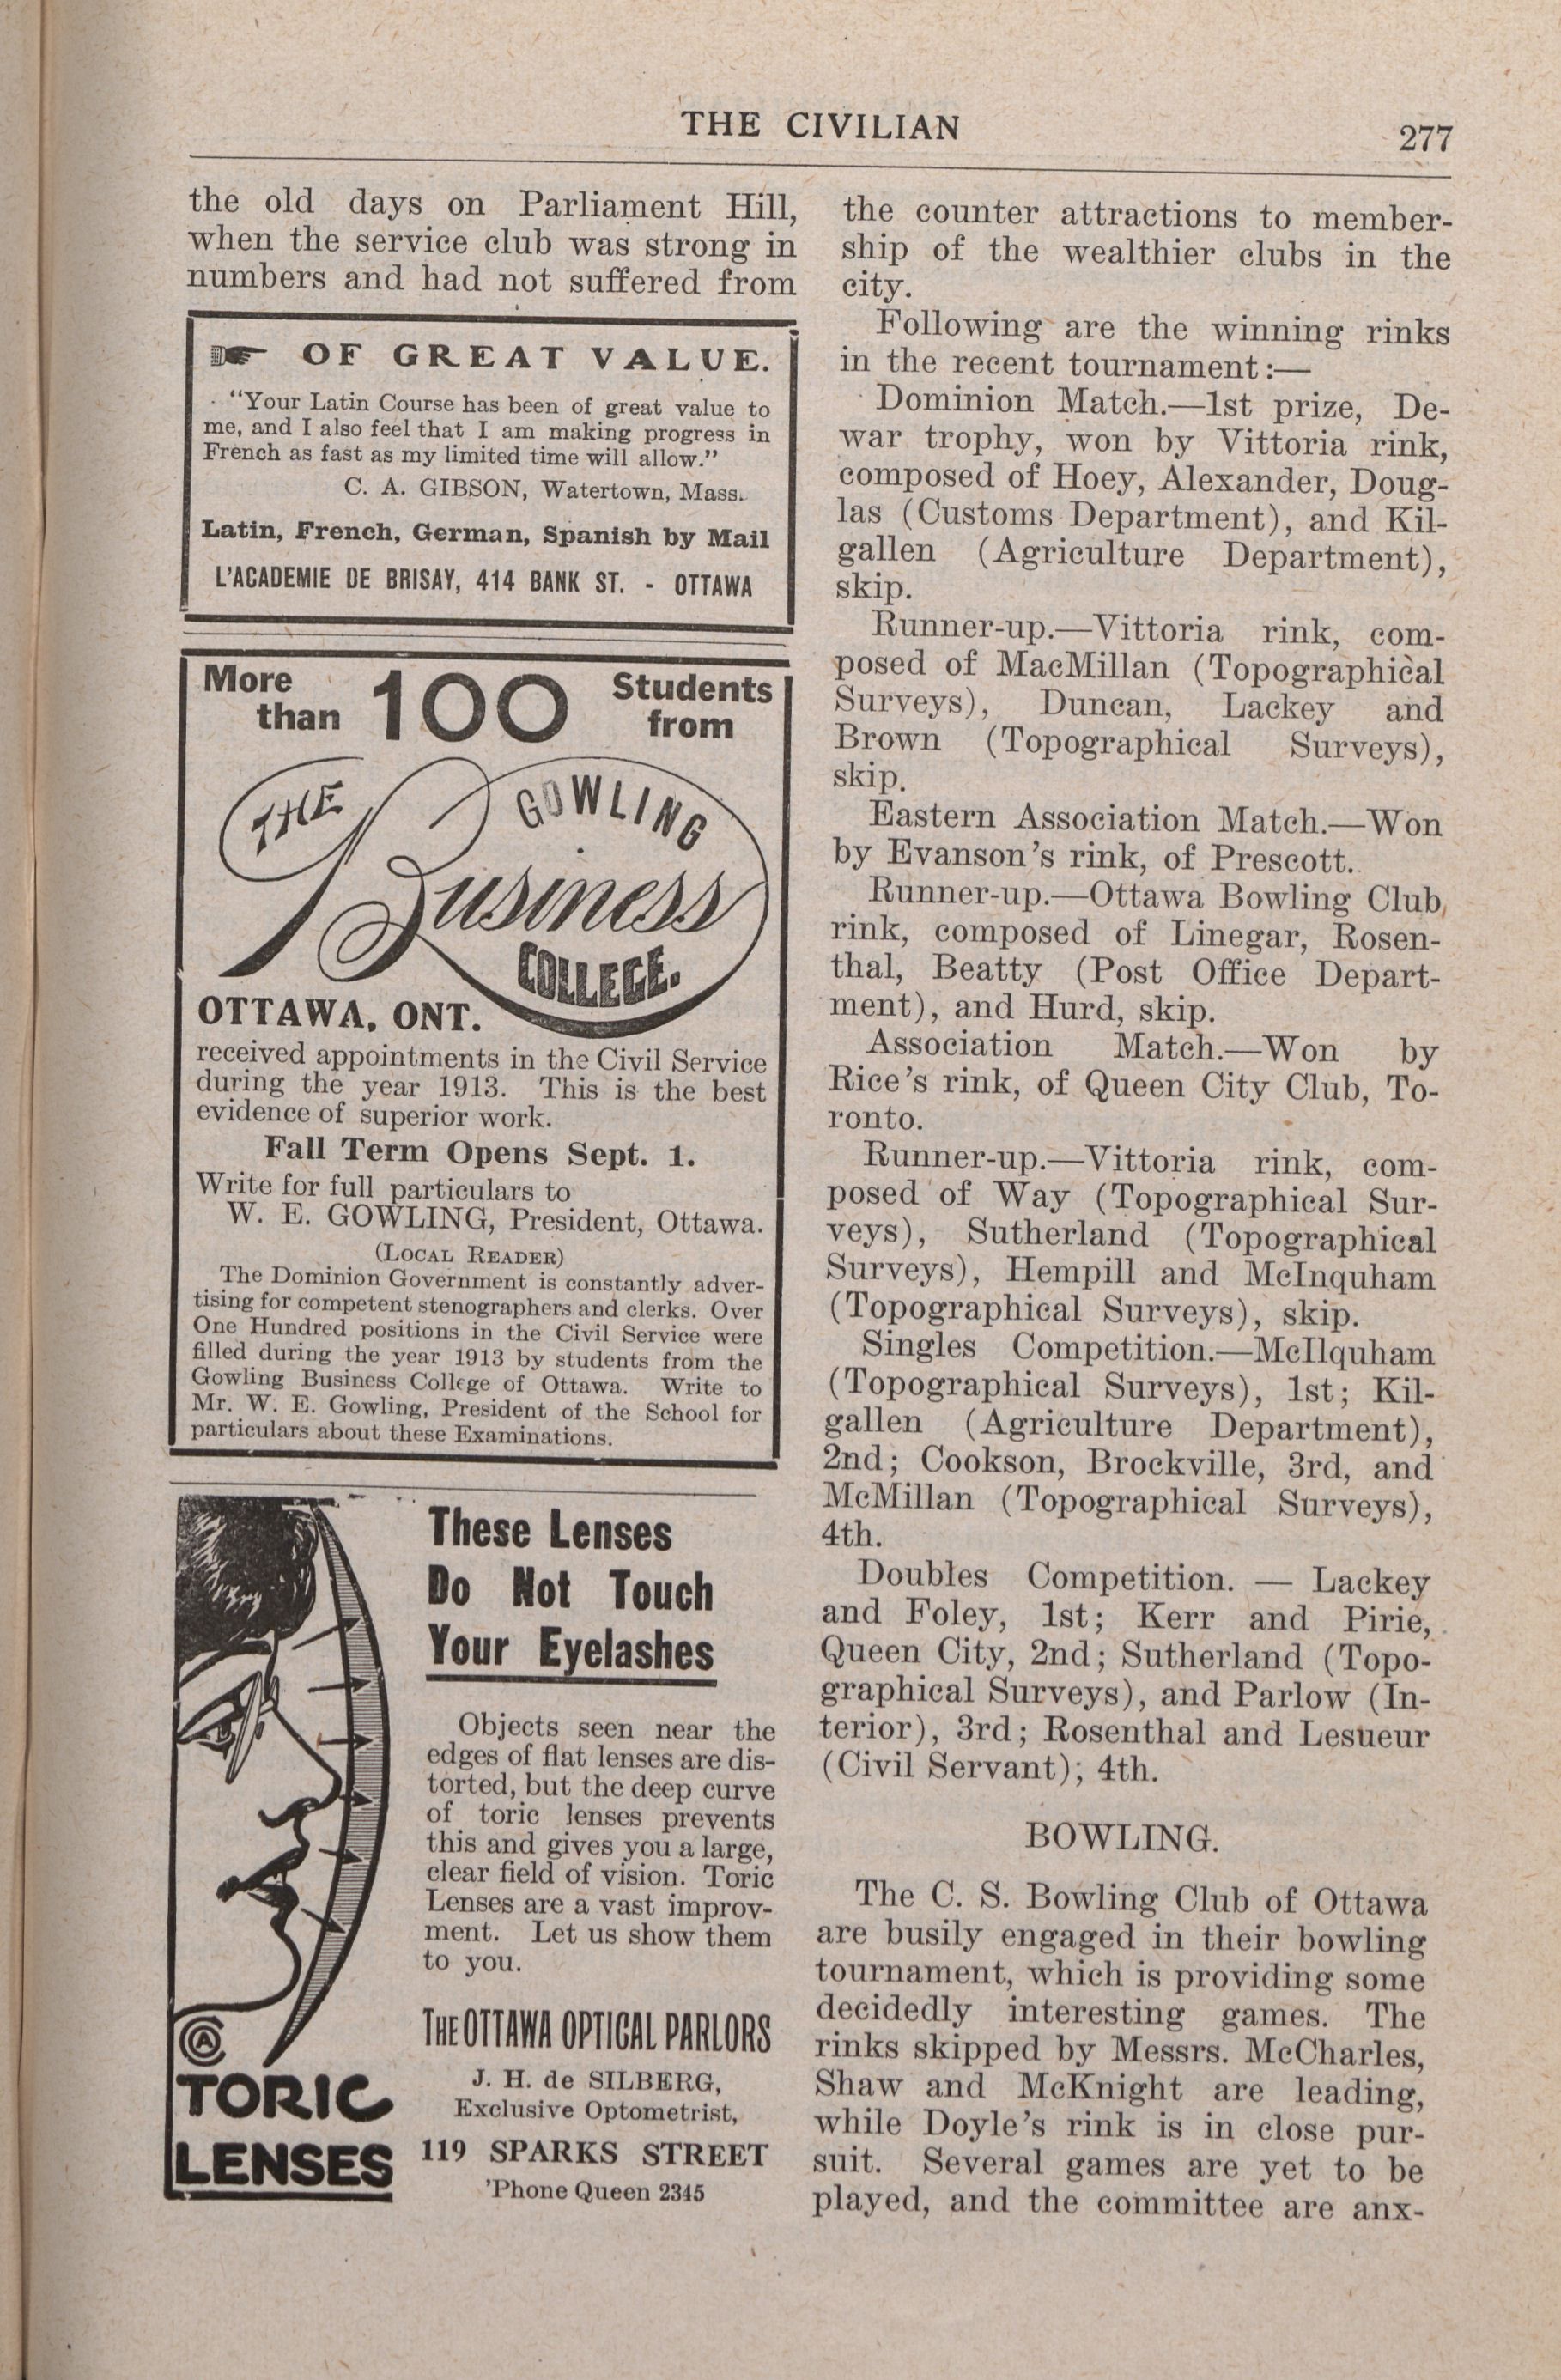 THE CIVILIAN
277
the old days on Parliament Hill,
when the service club was strong in
numbers and had not suffered from
OF GREAT VALUE.
"Your Latin Course has been of great value to
me, and I also feel that I am making progress in
French as fast as my limited time will allow."
C. A. GIBSON, Watertown, Mass.
Latin, French, German, Spanish by Mail
L'ACADEMIE DE BRISAY, 414 BANK ST. - OTTAWA
More than 100 Students from
THE GOWLING
Business
COLLEGE.
OTTAWA, ONT.
received appointments in the Civil Service
during the year 1913. This is the best
evidence of superior work.
Fall Term Opens Sept. 1.
Write for full particulars to
W. E. GOWLING, President, Ottawa.
(LOCAL READER)
The Dominion Government is constantly adver-
tising for competent stenographers and clerks. Over
One Hundred positions in the Civil Service were
filled during the year 1913 by students from the
Gowling Business College of Ottawa. Write to
Mr. W. E. Gowling, President of the School for
particulars about these Examinations.
These Lenses
Do Not Touch
Your Eyelashes
Objects seen near the
edges of flat lenses are dis-
torted, but the deep curve
of toric lenses prevents
this and gives you a large,
clear field of vision. Toric
Lenses are a vast improv-
ment. Let us show them
to you.
THE OTTAWA OPTICAL PARLORS
J. H. de SILBERG,
Exclusive Optometrist,
119 SPARKS STREET
'Phone Queen 2345
TORIC
LENSES
the counter attractions to member-
ship of the wealthier clubs in the
city.
Following are the winning rinks
in the recent tournament:—
Dominion Match.—1st prize, De-
war trophy, won by Vittoria rink,
composed of Hoey, Alexander, Doug-
las (Customs Department), and Kil-
gallen (Agriculture Department),
skip.
Runner-up.—Vittoria rink, com-
posed of MacMillan (Topographical
Surveys), Duncan, Lackey and
Brown (Topographical Surveys),
skip.
Eastern Association Match.—Won
by Evanson's rink, of Prescott.
Runner-up.—Ottawa Bowling Club,
rink, composed of Linegar, Rosen-
thal, Beatty (Post Office Depart-
ment), and Hurd, skip.
Association Match.—Won by
Rice's rink, of Queen City Club, To-
ronto.
Runner-up.—Vittoria rink, com-
posed of Way (Topographical Sur-
veys), Sutherland (Topographical
Surveys), Hempill and McInquham
(Topographical Surveys), skip.
Singles Competition.—McIlquham
(Topographical Surveys), 1st; Kil-
gallen (Agriculture Department),
2nd; Cookson, Brockville, 3rd, and
McMillan (Topographical Surveys),
4th.
Doubles Competition. — Lackey
and Foley, 1st; Kerr and Pirie,
Queen City, 2nd; Sutherland (Topo-
graphical Surveys), and Parlow (In-
terior), 3rd; Rosenthal and Lesueur
(Civil Servant); 4th.
BOWLING.
The C. S. Bowling Club of Ottawa
are busily engaged in their bowling
tournament, which is providing some
decidedly interesting games. The
rinks skipped by Messrs. McCharles,
Shaw and McKnight are leading,
while Doyle's rink is in close pur-
suit. Several games are yet to be
played, and the committee are anx-